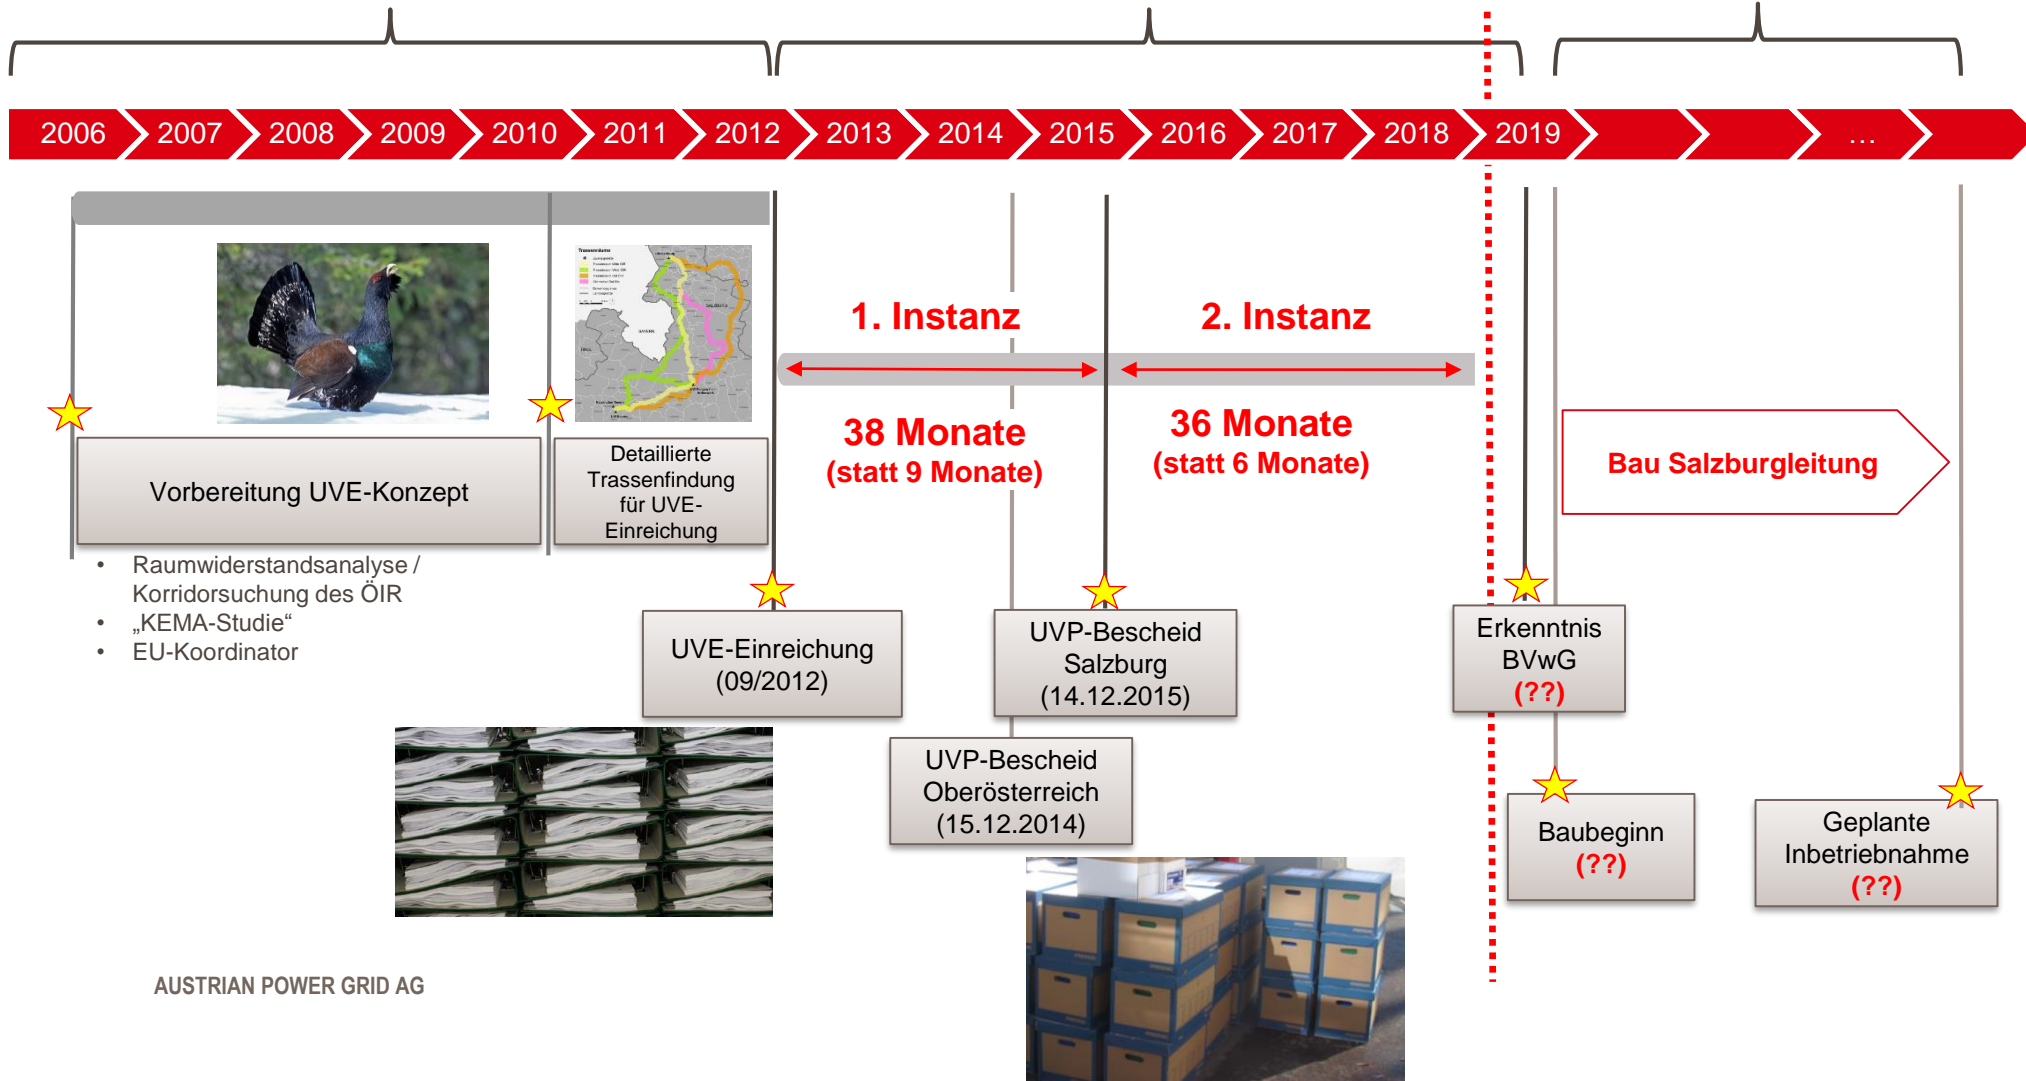 2006 2007 2008 2009 2010 2011 2012 2013 2014 2015 2016 2017 2018 2019 …
Trassenräume
SALZBURG
BAYERN
1. Instanz
2. Instanz
38 Monate
(statt 9 Monate)
36 Monate
(statt 6 Monate)
Vorbereitung UVE-Konzept
Detaillierte
Trassenfindung
für UVE-
Einreichung
Bau Salzburgleitung
• Raumwiderstandsanalyse /
Korridorsuchung des ÖIR
• „KEMA-Studie“
• EU-Koordinator
UVE-Einreichung
(09/2012)
UVP-Bescheid
Salzburg
(14.12.2015)
Erkenntnis
BVwG
(??)
UVP-Bescheid
Oberösterreich
(15.12.2014)
Baubeginn
(??)
Geplante
Inbetriebnahme
(??)
AUSTRIAN POWER GRID AG